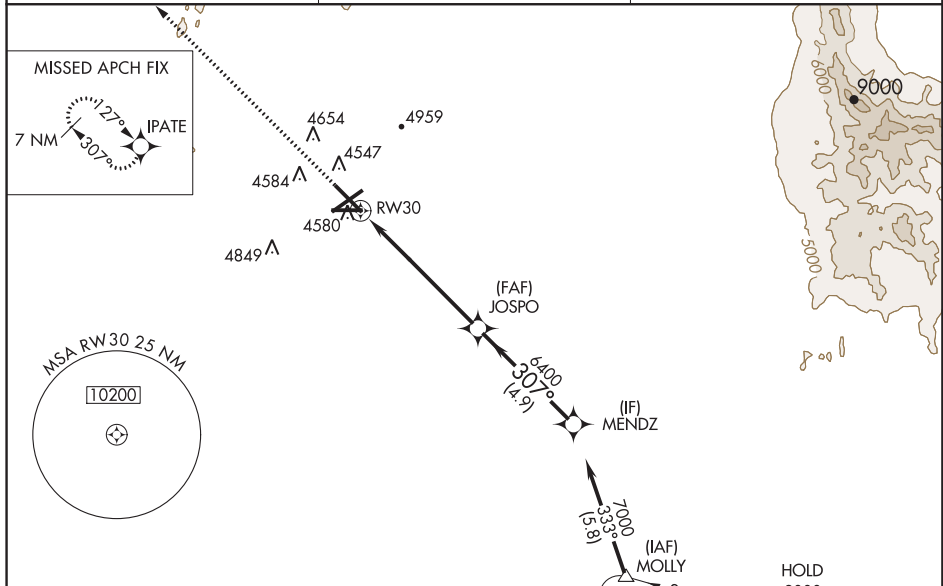 MISSED APCH FIX
127°
IPATE
7 NM
307°
4654
4959
4547
4584
RW30
4580
4849
6000
9000
5000
(FAF)
JOSPO
MSA RW30 25 NM
10200
6400
307°
(4.9)
(IF)
MENDZ
7000
333°
(5.8)
(IAF)
MOLLY
HOLD